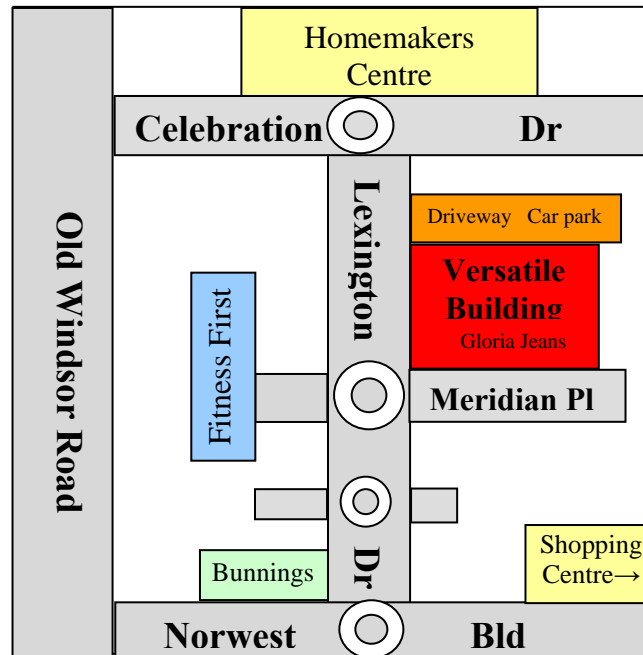 Homemakers
Centre
Celebration Dr
Old Windsor Road
Lexington Dr
Driveway Car park
Versatile
Building
Gloria Jeans
Fitness First
Meridian Pl
Shopping
Centre→
Bunnings
Norwest Bld